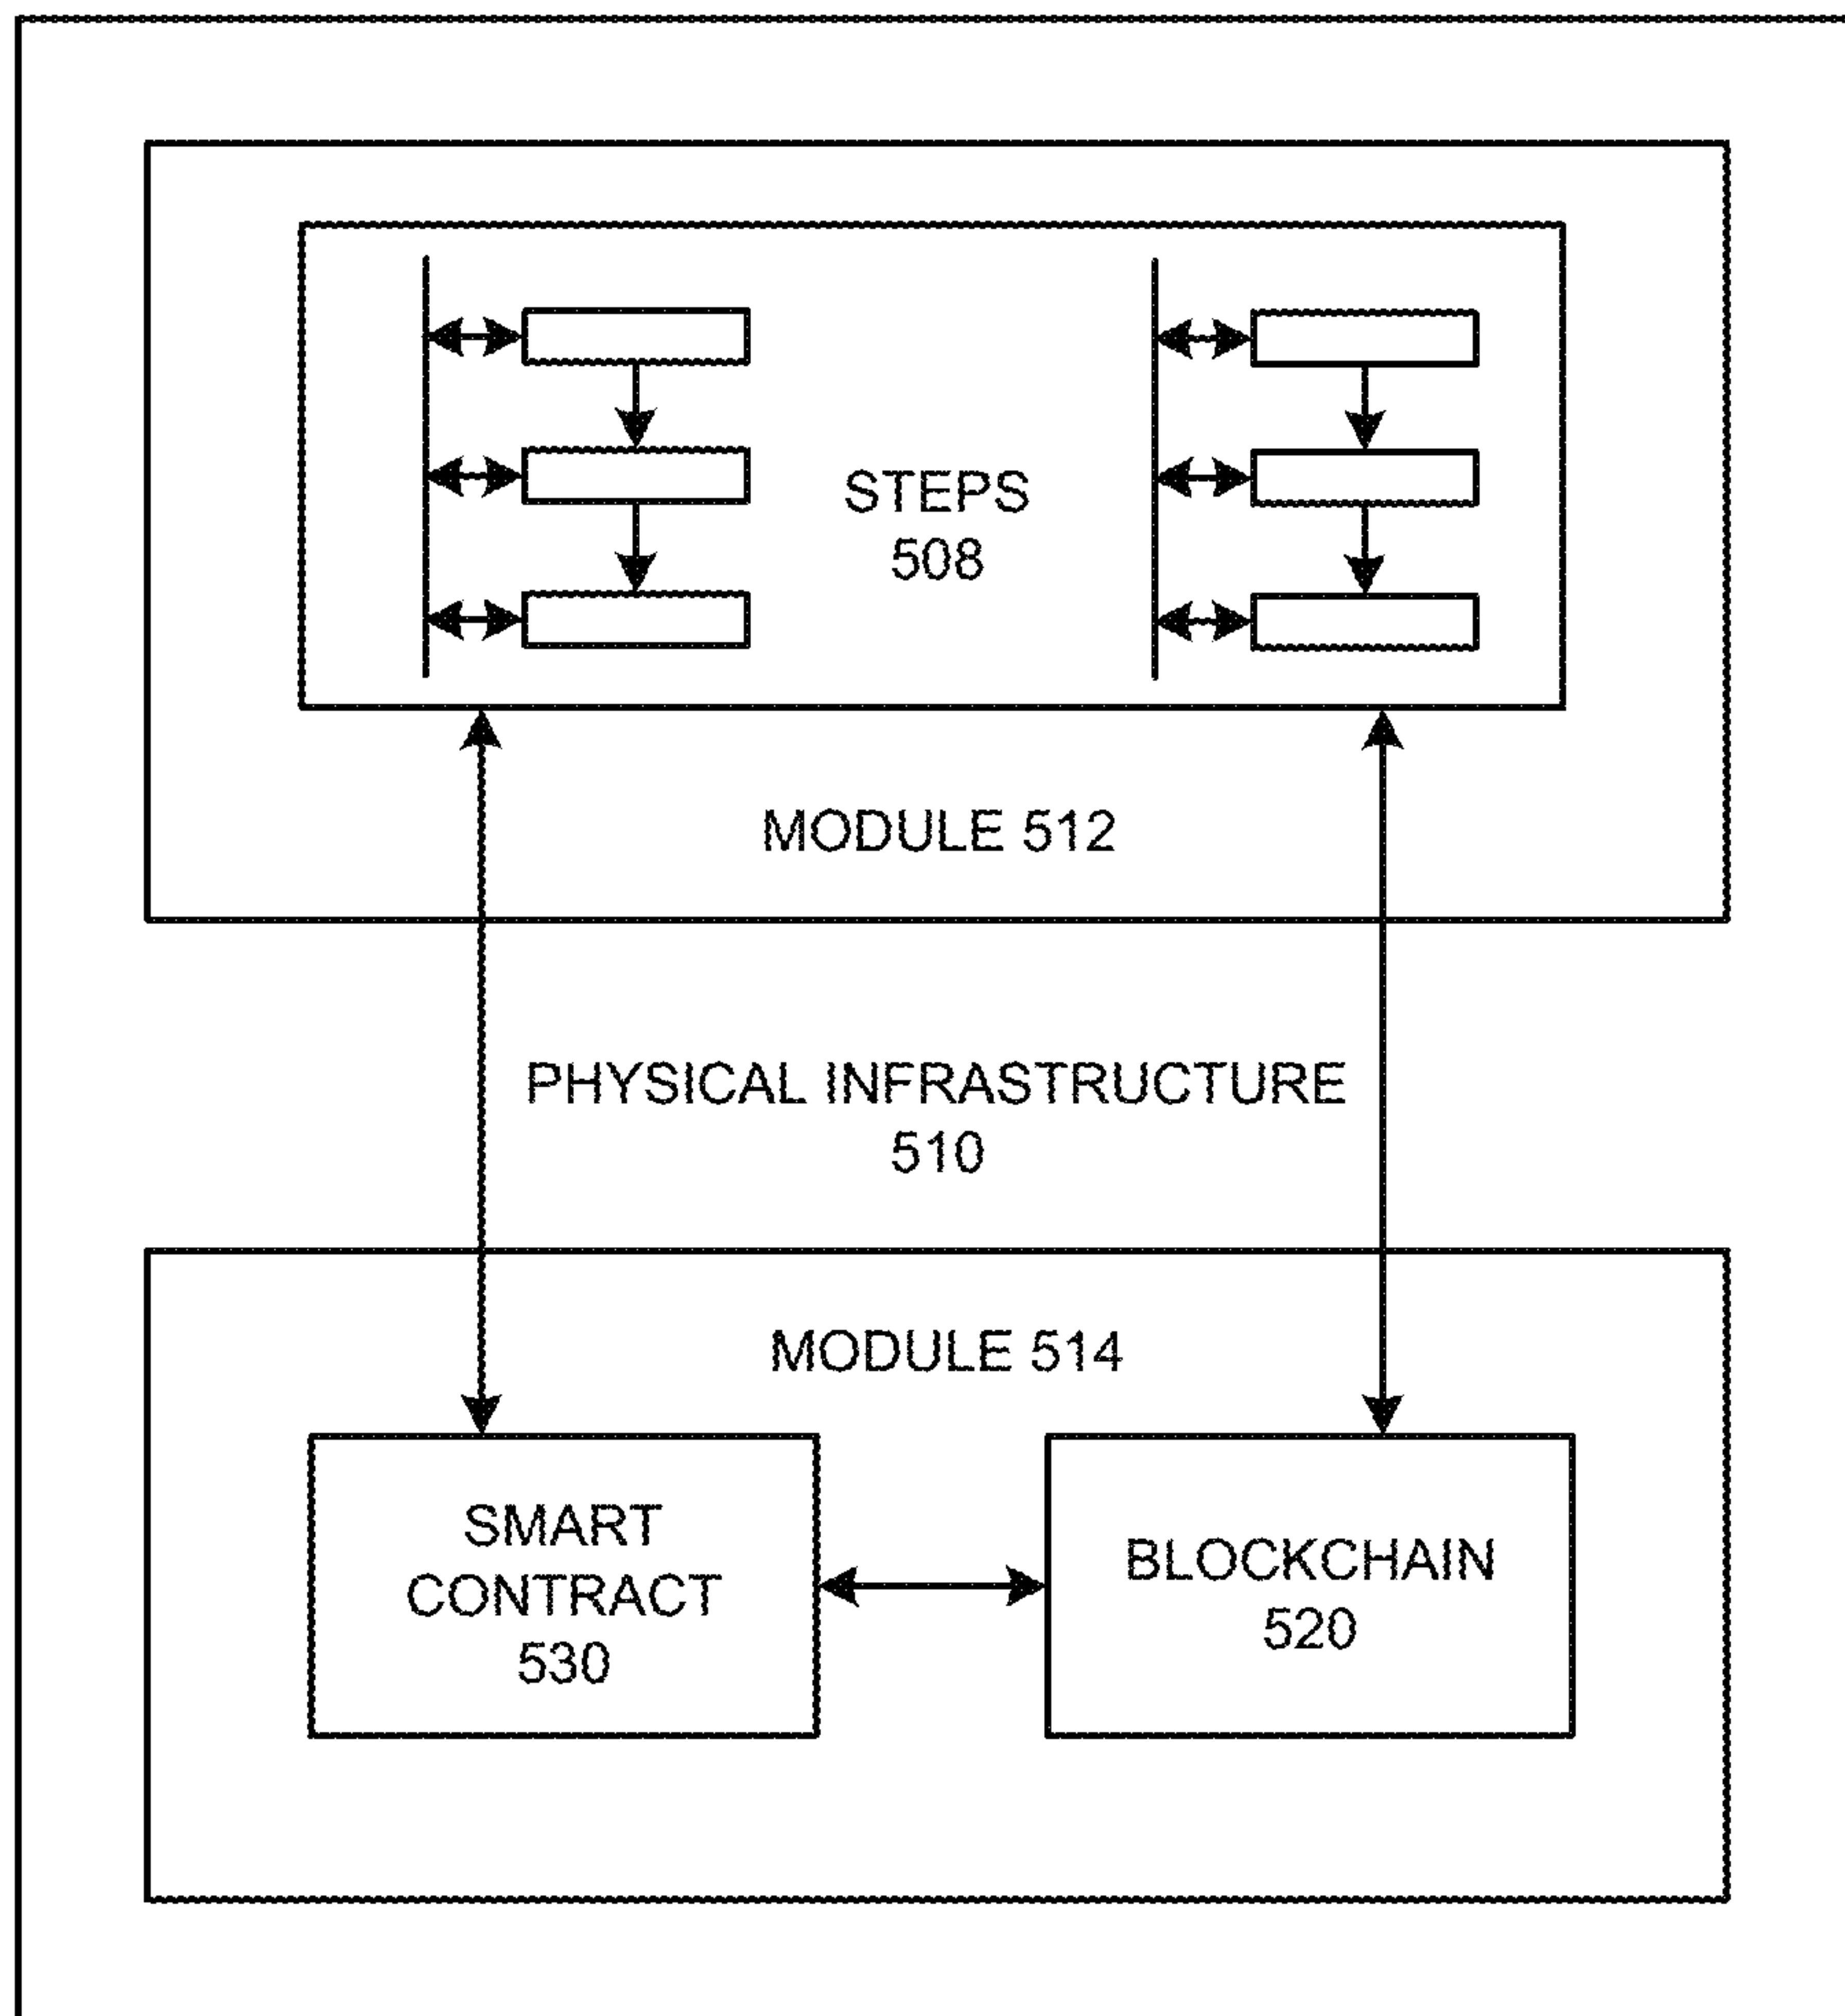 STEPS
508
MODULE 512
PHYSICAL INFRASTRUCTURE
510
MODULE 514
SMART
CONTRACT
530
BLOCKCHAIN
520